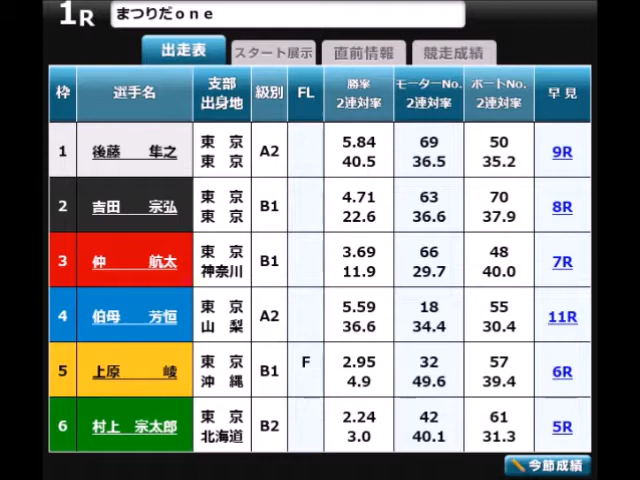 1R まつりだone
出走表 スタート展示 直前情報 競走成績
枠 選手名 支部 出身地 級別 FL 勝率 2連対率 モーターNo. 2連対率 ボートNo. 2連対率 早見
1 後藤 隼之 東京 東京 A2 5.84 40.5 69 36.5 50 35.2 9R
2 吉田 宗弘 東京 東京 B1 4.71 22.6 63 36.6 70 37.9 8R
3 仲 航太 東京 神奈川 B1 3.69 11.9 66 29.7 48 40.0 7R
4 伯母 芳恒 東京 山梨 A2 5.59 36.6 18 34.4 55 30.4 11R
5 上原 崚 東京 沖縄 B1 F 2.95 4.9 32 49.6 57 39.4 6R
6 村上 宗太郎 東京 北海道 B2 2.24 3.0 42 40.1 61 31.3 5R
今節成績